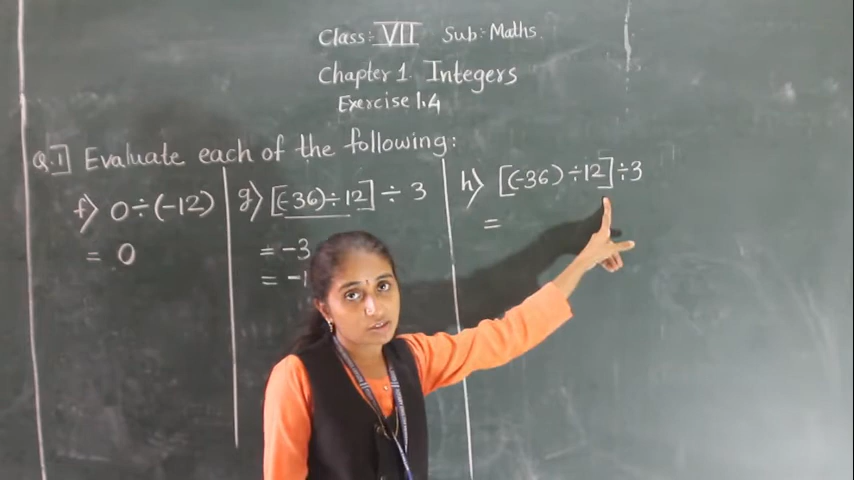 Class:- VII Sub:- Maths.
Chapter 1. Integers
Exercise 1.4
Q.1] Evaluate each of the following:
f) 0÷(-12)
= 0
g) [(-36)÷12] ÷ 3
= -3
= -1
h) [(-36)÷12]÷3
=